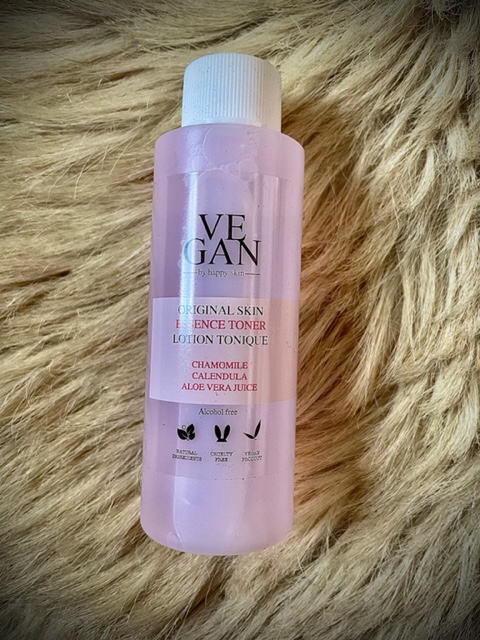 VE
GAN
by happy skin
ORIGINAL SKIN
ESSENCE TONER
LOTION TONIQUE
CHAMOMILE
CALENDULA
ALOE VERA JUICE
Alcohol free
NATURAL CRUELTY VEGAN
INGREDIENTS FREE PRODUCT